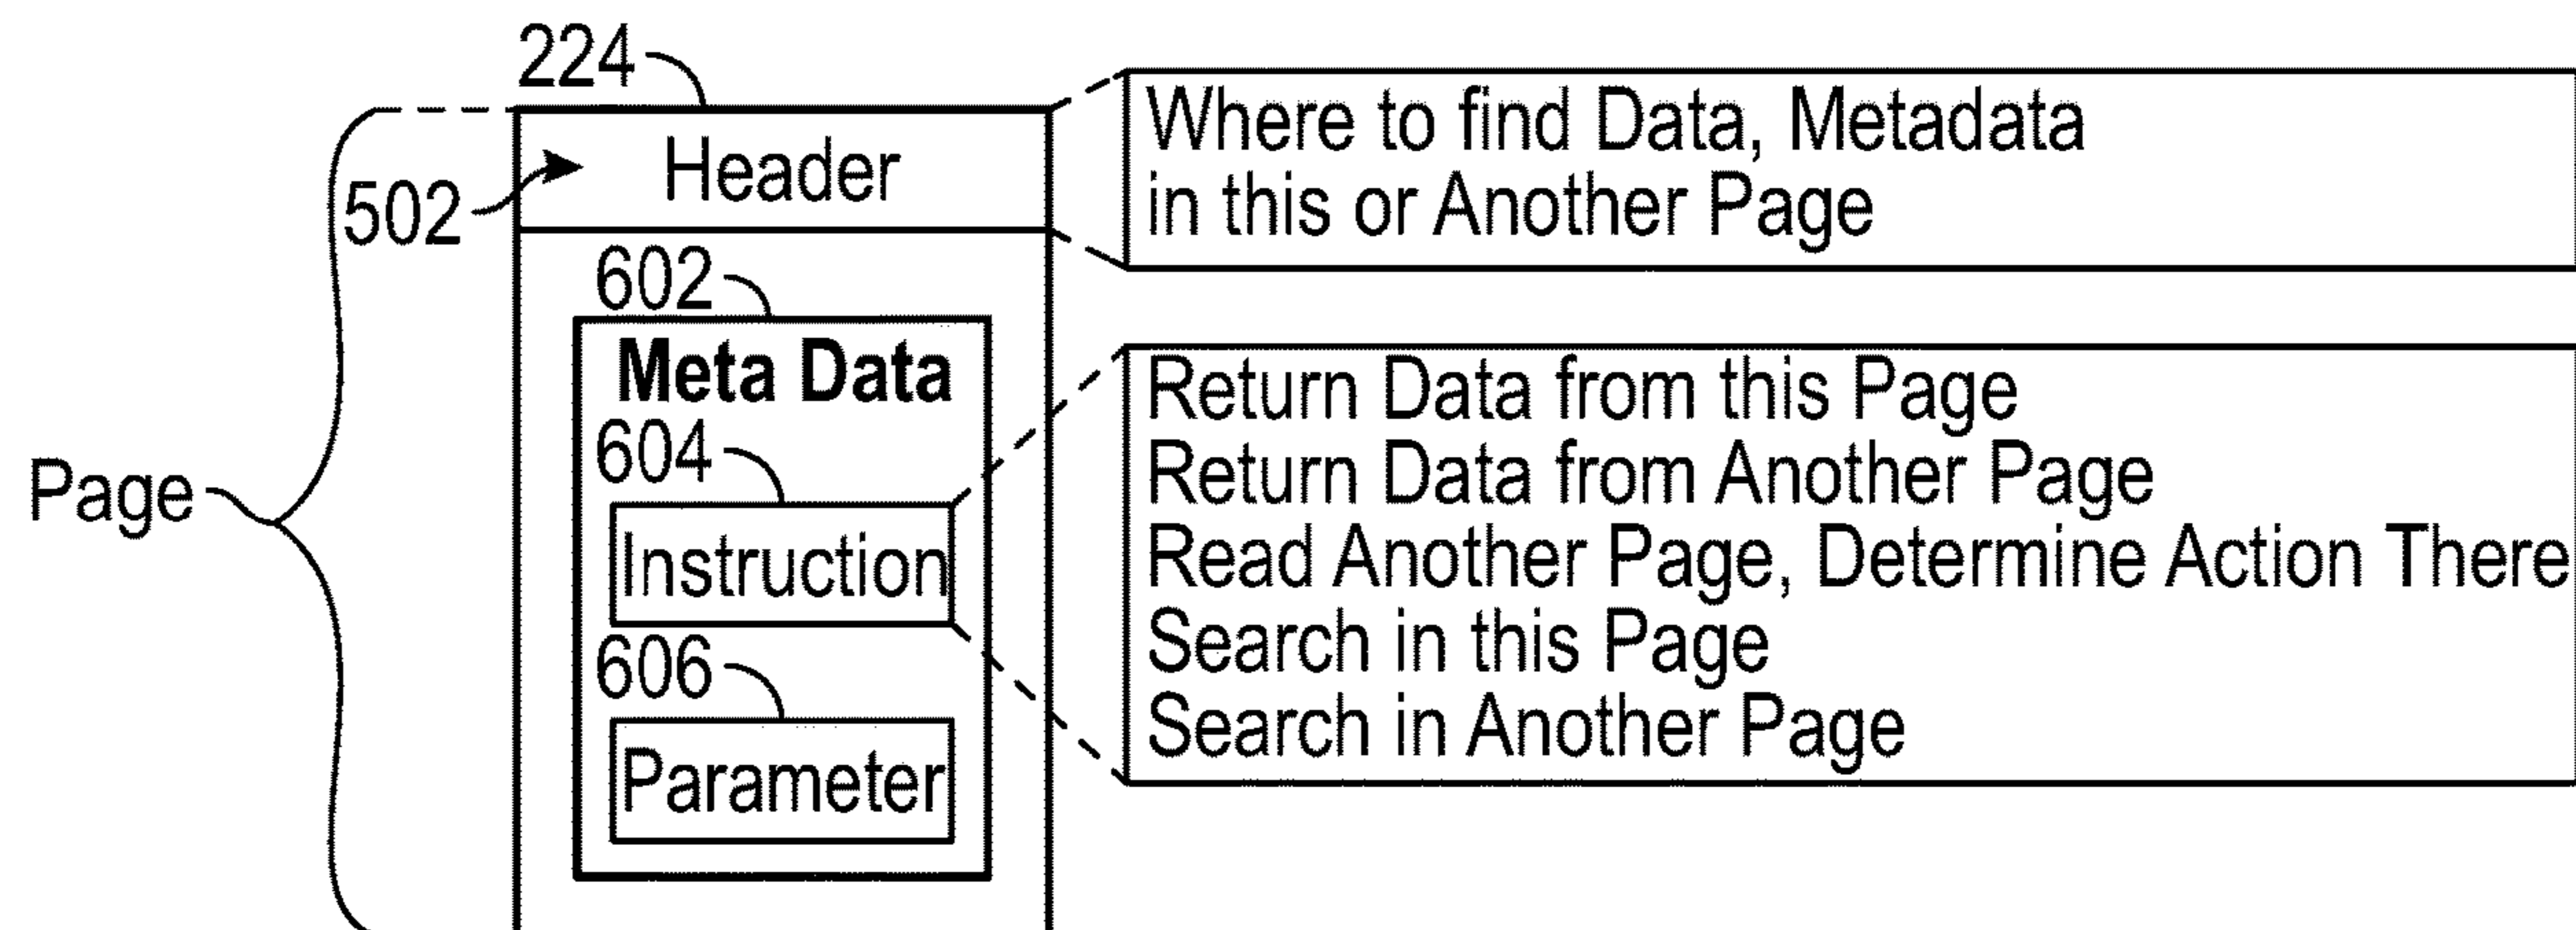 224
Header
502
Where to find Data, Metadata
in this or Another Page
602
Meta Data
604
Instruction
606
Parameter
Page
Return Data from this Page
Return Data from Another Page
Read Another Page, Determine Action There
Search in this Page
Search in Another Page